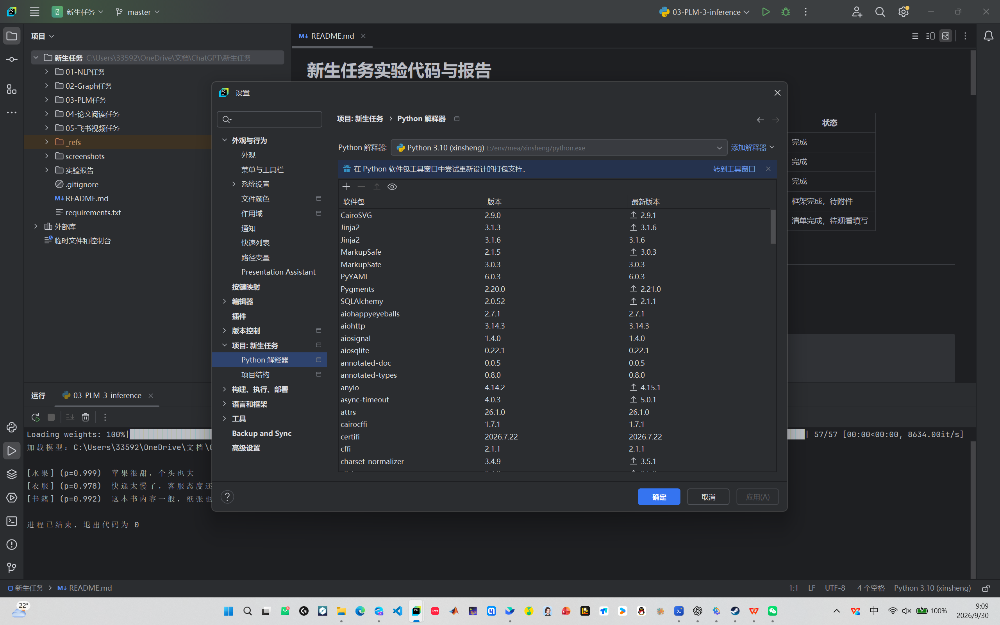 新生任务
master
03-PLM-3-inference
项目
README.md
新生任务 C:\Users\33592\OneDrive\文档\ChatGPT\新生任务
01-NLP任务
02-Graph任务
03-PLM任务
04-论文阅读任务
05-飞书视频任务
_refs
screenshots
实验报告
.gitignore
README.md
requirements.txt
外部库
临时文件和控制台
新生任务实验代码与报告
状态
完成
完成
完成
框架完成，待附件
清单完成，待观看填写
设置
外观与行为
外观
菜单与工具栏
系统设置
文件颜色
作用域
通知
快速列表
路径变量
Presentation Assistant
按键映射
编辑器
插件
版本控制
项目: 新生任务
Python 解释器
项目结构
构建、执行、部署
语言和框架
工具
Backup and Sync
高级设置
项目: 新生任务 › Python 解释器
Python 解释器: Python 3.10 (xinsheng) E:/env/mea/xinsheng/python.exe 添加解释器
在 Python 软件包工具窗口中尝试重新设计的打包支持。 转到工具窗口
软件包 版本 最新版本
CairoSVG 2.9.0 2.9.1
Jinja2 3.1.3 3.1.6
Jinja2 3.1.6 3.1.6
MarkupSafe 2.1.5 3.0.3
MarkupSafe 3.0.3 3.0.3
PyYAML 6.0.3 6.0.3
Pygments 2.20.0 2.21.0
SQLAlchemy 2.0.52 2.1.1
aiohappyeyeballs 2.7.1 2.7.1
aiohttp 3.14.3 3.14.3
aiosignal 1.4.0 1.4.0
aiosqlite 0.22.1 0.22.1
annotated-doc 0.0.5 0.0.5
annotated-types 0.8.0 0.8.0
anyio 4.14.2 4.15.1
async-timeout 4.0.3 5.0.1
attrs 26.1.0 26.1.0
cairocffi 1.7.1 1.7.1
certifi 2026.7.22 2026.7.22
cffi 2.1.1 2.1.1
charset-normalizer 3.4.9 3.5.1
确定 取消 应用(A)
运行 03-PLM-3-inference
Loading weights: 100%| | 57/57 [00:00<00:00, 8634.00it/s]
加载模型: C:\Users\33592\OneDrive\文档\
[水果] (p=0.999) 苹果很甜，个头也大
[衣服] (p=0.978) 快递太慢了，客服态度还
[书籍] (p=0.992) 这本书内容一般，纸张也
进程已结束，退出代码为 0
新生任务 > README.md
1:1 LF UTF-8 4 个空格 Python 3.10 (xinsheng)
22°
中
100%
9:09
2026/9/30